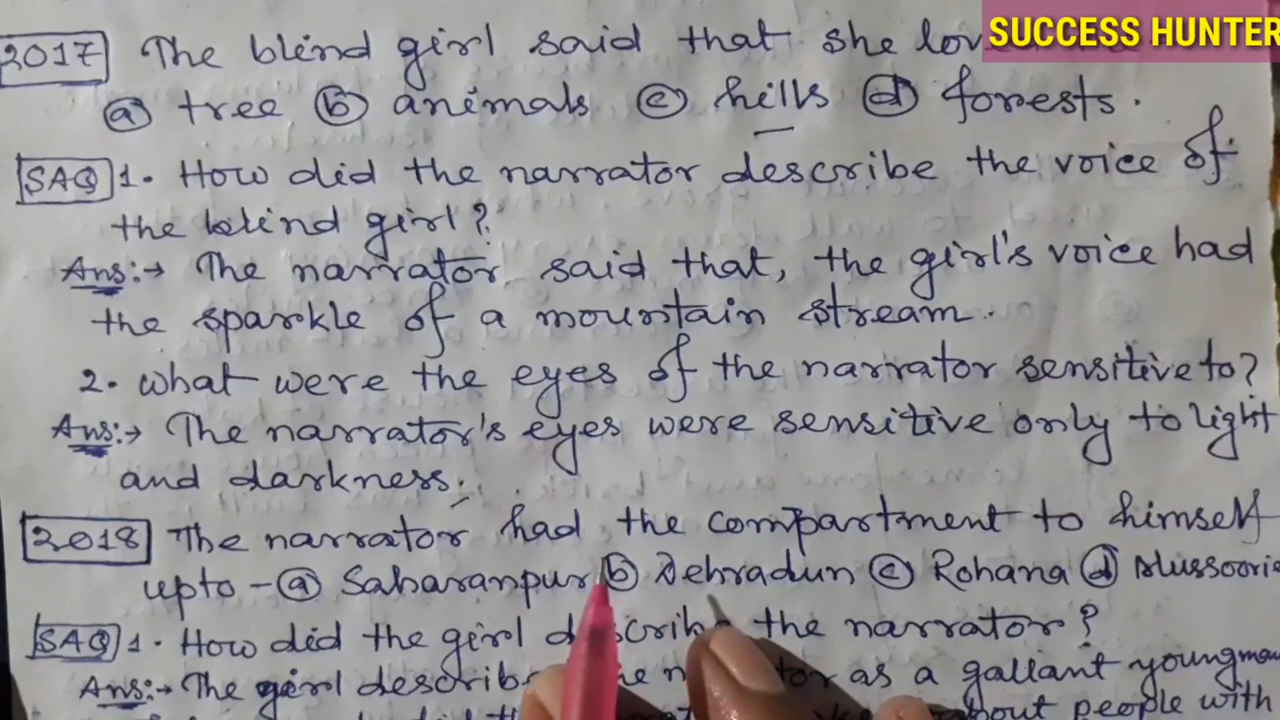 SUCCESS HUNTER
2017 The blind girl said that she lov
(a) tree (b) animals (c) hills (d) forests.
SAQ 1. How did the narrator describe the voice of
the blind girl?
Ans:→ The narrator said that, the girl's voice had
the sparkle of a mountain stream.
2. What were the eyes of the narrator sensitive to?
Ans:→ The narrator's eyes were sensitive only to light
and darkness.
2018 The narrator had the compartment to himself
upto - (a) Saharanpur (b) Dehradun (c) Rohana (d) Mussoorie
SAQ 1. How did the girl describe the narrator?
Ans:→ The girl describe as a gallant youngman
about people with